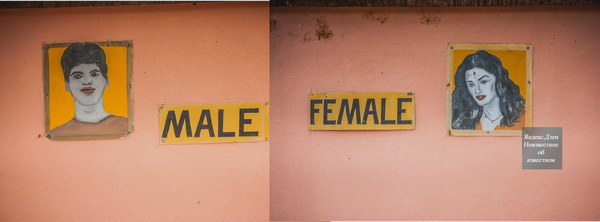 MALE
FEMALE
Яндекс.Дзен
Неизвестное
об
известном